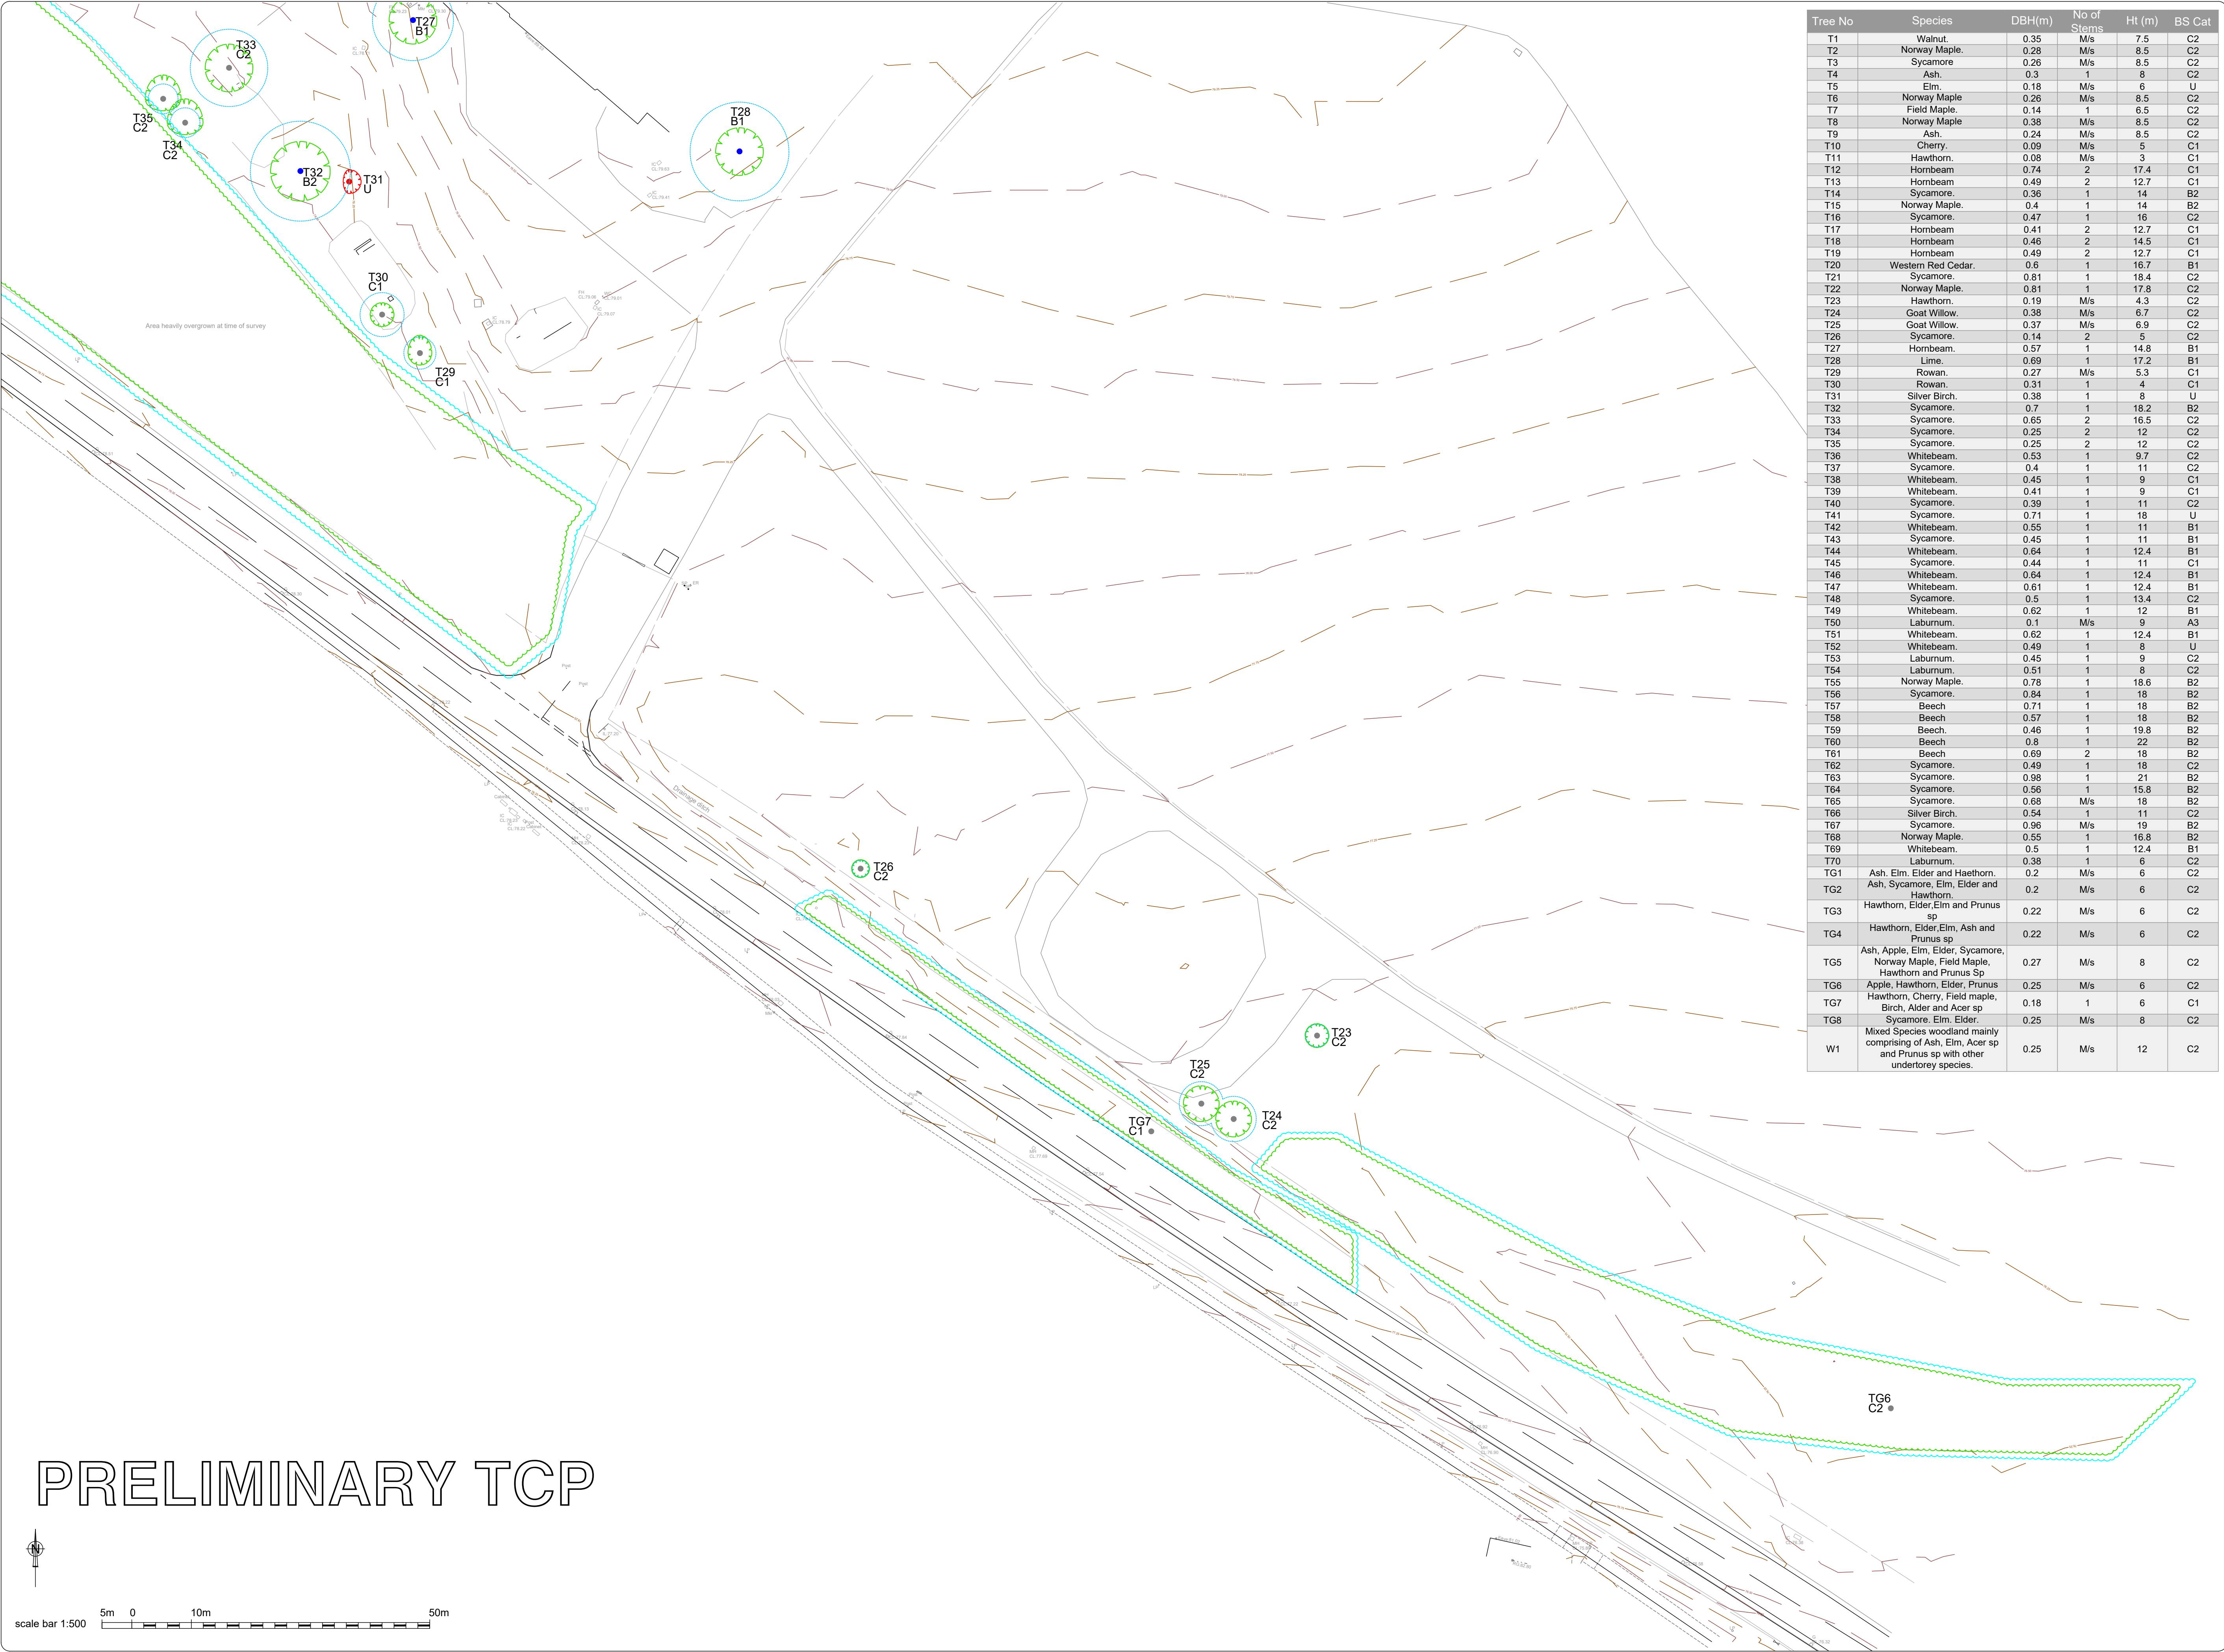 T27
B1
T33
C2
T35
C2
T34
C2
T32
B2
T31
U
T28
B1
T30
C1
T29
C1
Area heavily overgrown at time of survey
Drainage ditch
T26
C2
T23
C2
T25
C2
T24
C2
TG7
C1
TG6
C2
PRELIMINARY TCP
N
scale bar 1:500
5m 0 10m 50m
Tree No Species DBH(m) No of Stems Ht (m) BS Cat
T1 Walnut. 0.35 M/s 7.5 C2
T2 Norway Maple. 0.28 M/s 8.5 C2
T3 Sycamore 0.26 M/s 8.5 C2
T4 Ash. 0.3 1 8 C2
T5 Elm. 0.18 M/s 6 U
T6 Norway Maple 0.26 M/s 8.5 C2
T7 Field Maple. 0.14 1 6.5 C2
T8 Norway Maple 0.38 M/s 8.5 C2
T9 Ash. 0.24 M/s 8.5 C2
T10 Cherry. 0.09 M/s 5 C1
T11 Hawthorn. 0.08 M/s 3 C1
T12 Hornbeam 0.74 2 17.4 C1
T13 Hornbeam 0.49 2 12.7 C1
T14 Sycamore. 0.36 1 14 B2
T15 Norway Maple. 0.4 1 14 B2
T16 Sycamore. 0.47 1 16 C2
T17 Hornbeam 0.41 2 12.7 C1
T18 Hornbeam 0.46 2 14.5 C1
T19 Hornbeam 0.49 2 12.7 C1
T20 Western Red Cedar. 0.6 1 16.7 B1
T21 Sycamore. 0.81 1 18.4 C2
T22 Norway Maple. 0.81 1 17.8 C2
T23 Hawthorn. 0.19 M/s 4.3 C2
T24 Goat Willow. 0.38 M/s 6.7 C2
T25 Goat Willow. 0.37 M/s 6.9 C2
T26 Sycamore. 0.14 2 5 C2
T27 Hornbeam. 0.57 1 14.8 B1
T28 Lime. 0.69 1 17.2 B1
T29 Rowan. 0.27 M/s 5.3 C1
T30 Rowan. 0.31 1 4 C1
T31 Silver Birch. 0.38 1 8 U
T32 Sycamore. 0.7 1 18.2 B2
T33 Sycamore. 0.65 2 16.5 C2
T34 Sycamore. 0.25 2 12 C2
T35 Sycamore. 0.25 2 12 C2
T36 Whitebeam. 0.53 1 9.7 C2
T37 Sycamore. 0.4 1 11 C2
T38 Whitebeam. 0.45 1 9 C1
T39 Whitebeam. 0.41 1 9 C1
T40 Sycamore. 0.39 1 11 C2
T41 Sycamore. 0.71 1 18 U
T42 Whitebeam. 0.55 1 11 B1
T43 Sycamore. 0.45 1 11 B1
T44 Whitebeam. 0.64 1 12.4 B1
T45 Sycamore. 0.44 1 11 C1
T46 Whitebeam. 0.64 1 12.4 B1
T47 Whitebeam. 0.61 1 12.4 B1
T48 Sycamore. 0.5 1 13.4 C2
T49 Whitebeam. 0.62 1 12 B1
T50 Laburnum. 0.1 M/s 9 A3
T51 Whitebeam. 0.62 1 12.4 B1
T52 Whitebeam. 0.49 1 8 U
T53 Laburnum. 0.45 1 9 C2
T54 Laburnum. 0.51 1 8 C2
T55 Norway Maple. 0.78 1 18.6 B2
T56 Sycamore. 0.84 1 18 B2
T57 Beech 0.71 1 18 B2
T58 Beech 0.57 1 18 B2
T59 Beech. 0.46 1 19.8 B2
T60 Beech 0.8 1 22 B2
T61 Beech 0.69 2 18 B2
T62 Sycamore. 0.49 1 18 C2
T63 Sycamore. 0.98 1 21 B2
T64 Sycamore. 0.56 1 15.8 B2
T65 Sycamore. 0.68 M/s 18 B2
T66 Silver Birch. 0.54 1 11 C2
T67 Sycamore. 0.96 M/s 19 B2
T68 Norway Maple. 0.55 1 16.8 B2
T69 Whitebeam. 0.5 1 12.4 B1
T70 Laburnum. 0.38 1 6 C2
TG1 Ash. Elm. Elder and Haethorn. 0.2 M/s 6 C2
TG2 Ash, Sycamore, Elm, Elder and Hawthorn. 0.2 M/s 6 C2
TG3 Hawthorn, Elder,Elm and Prunus sp 0.22 M/s 6 C2
TG4 Hawthorn, Elder,Elm, Ash and Prunus sp 0.22 M/s 6 C2
TG5 Ash, Apple, Elm, Elder, Sycamore, Norway Maple, Field Maple, Hawthorn and Prunus Sp 0.27 M/s 8 C2
TG6 Apple, Hawthorn, Elder, Prunus 0.25 M/s 6 C2
TG7 Hawthorn, Cherry, Field maple, Birch, Alder and Acer sp 0.18 1 6 C1
TG8 Sycamore. Elm. Elder. 0.25 M/s 8 C2
W1 Mixed Species woodland mainly comprising of Ash, Elm, Acer sp and Prunus sp with other undertorey species. 0.25 M/s 12 C2